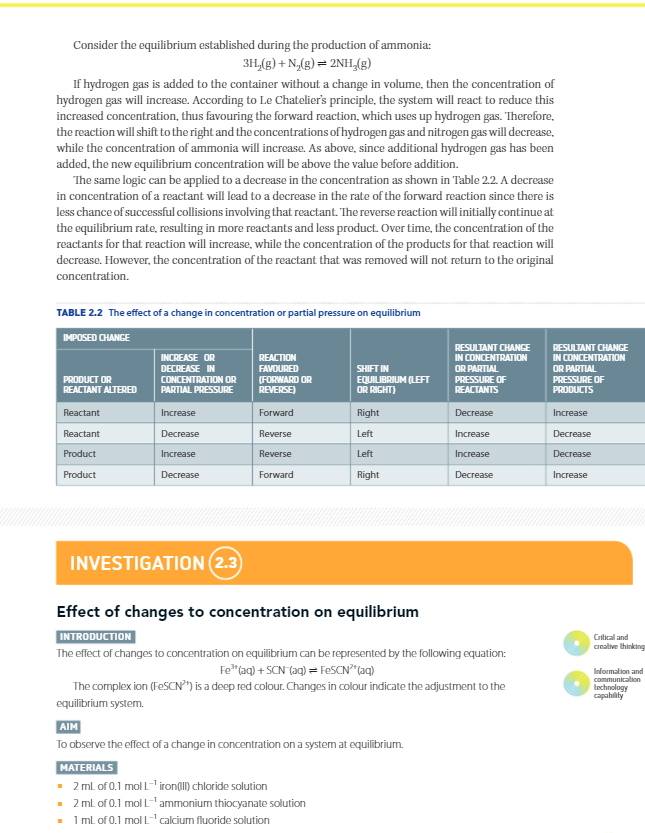 Consider the equilibrium established during the production of ammonia:
3H₂(g) + N₂(g) ⇌ 2NH₃(g)
If hydrogen gas is added to the container without a change in volume, then the concentration of
hydrogen gas will increase. According to Le Chatelier's principle, the system will react to reduce this
increased concentration, thus favouring the forward reaction, which uses up hydrogen gas. Therefore,
the reaction will shift to the right and the concentrations of hydrogen gas and nitrogen gas will decrease,
while the concentration of ammonia will increase. As above, since additional hydrogen gas has been
added, the new equilibrium concentration will be above the value before addition.
The same logic can be applied to a decrease in the concentration as shown in Table 2.2. A decrease
in concentration of a reactant will lead to a decrease in the rate of the forward reaction since there is
less chance of successful collisions involving that reactant. The reverse reaction will initially continue at
the equilibrium rate, resulting in more reactants and less product. Over time, the concentration of the
reactants for that reaction will increase, while the concentration of the products for that reaction will
decrease. However, the concentration of the reactant that was removed will not return to the original
concentration.
TABLE 2.2 The effect of a change in concentration or partial pressure on equilibrium
IMPOSED CHANGE
PRODUCT OR
REACTANT ALTERED
INCREASE OR
DECREASE IN
CONCENTRATION OR
PARTIAL PRESSURE
REACTION
FAVOURED
(FORWARD OR
REVERSE)
SHIFT IN
EQUILIBRIUM (LEFT
OR RIGHT)
RESULTANT CHANGE
IN CONCENTRATION
OR PARTIAL
PRESSURE OF
REACTANTS
RESULTANT CHANGE
IN CONCENTRATION
OR PARTIAL
PRESSURE OF
PRODUCTS
Reactant Increase Forward Right Decrease Increase
Reactant Decrease Reverse Left Increase Decrease
Product Increase Reverse Left Increase Decrease
Product Decrease Forward Right Decrease Increase
INVESTIGATION 2.3
Effect of changes to concentration on equilibrium
INTRODUCTION
The effect of changes to concentration on equilibrium can be represented by the following equation:
Fe³⁺(aq) + SCN⁻(aq) ⇌ FeSCN²⁺(aq)
The complex ion (FeSCN²⁺) is a deep red colour. Changes in colour indicate the adjustment to the
equilibrium system.
Critical and
creative thinking
Information and
communication
technology
capability
AIM
To observe the effect of a change in concentration on a system at equilibrium.
MATERIALS
▪ 2 mL of 0.1 mol L⁻¹ iron(III) chloride solution
▪ 2 mL of 0.1 mol L⁻¹ ammonium thiocyanate solution
▪ 1 mL of 0.1 mol L⁻¹ calcium fluoride solution